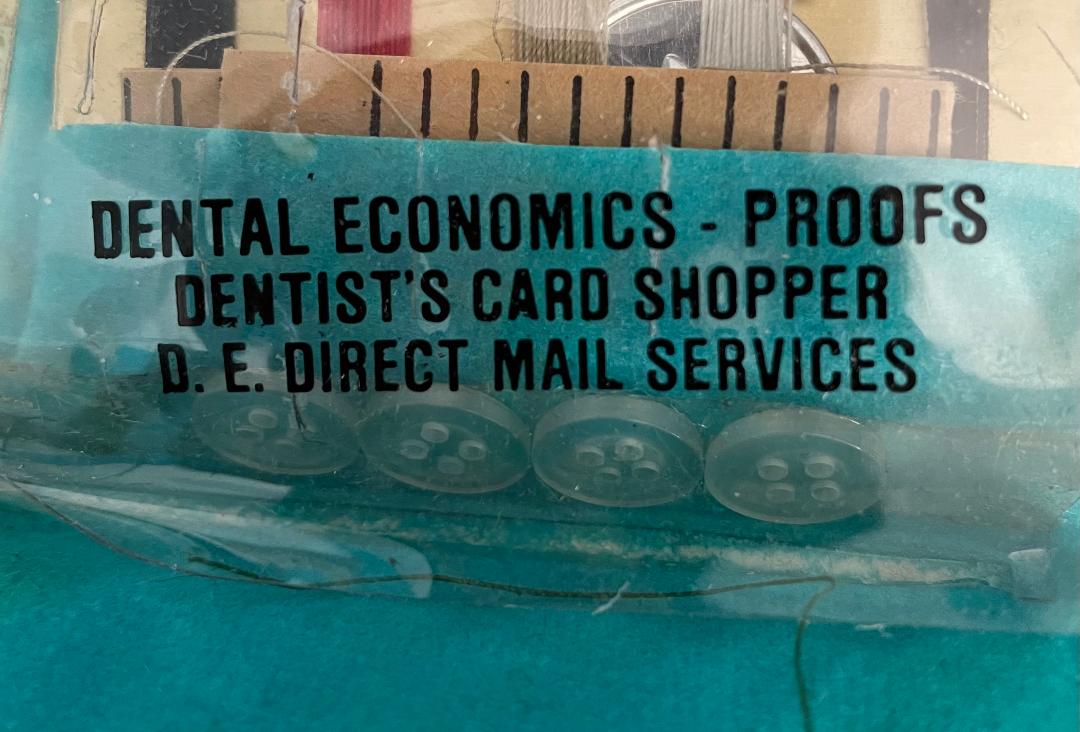 DENTAL ECONOMICS - PROOFS
DENTIST'S CARD SHOPPER
D. E. DIRECT MAIL SERVICES